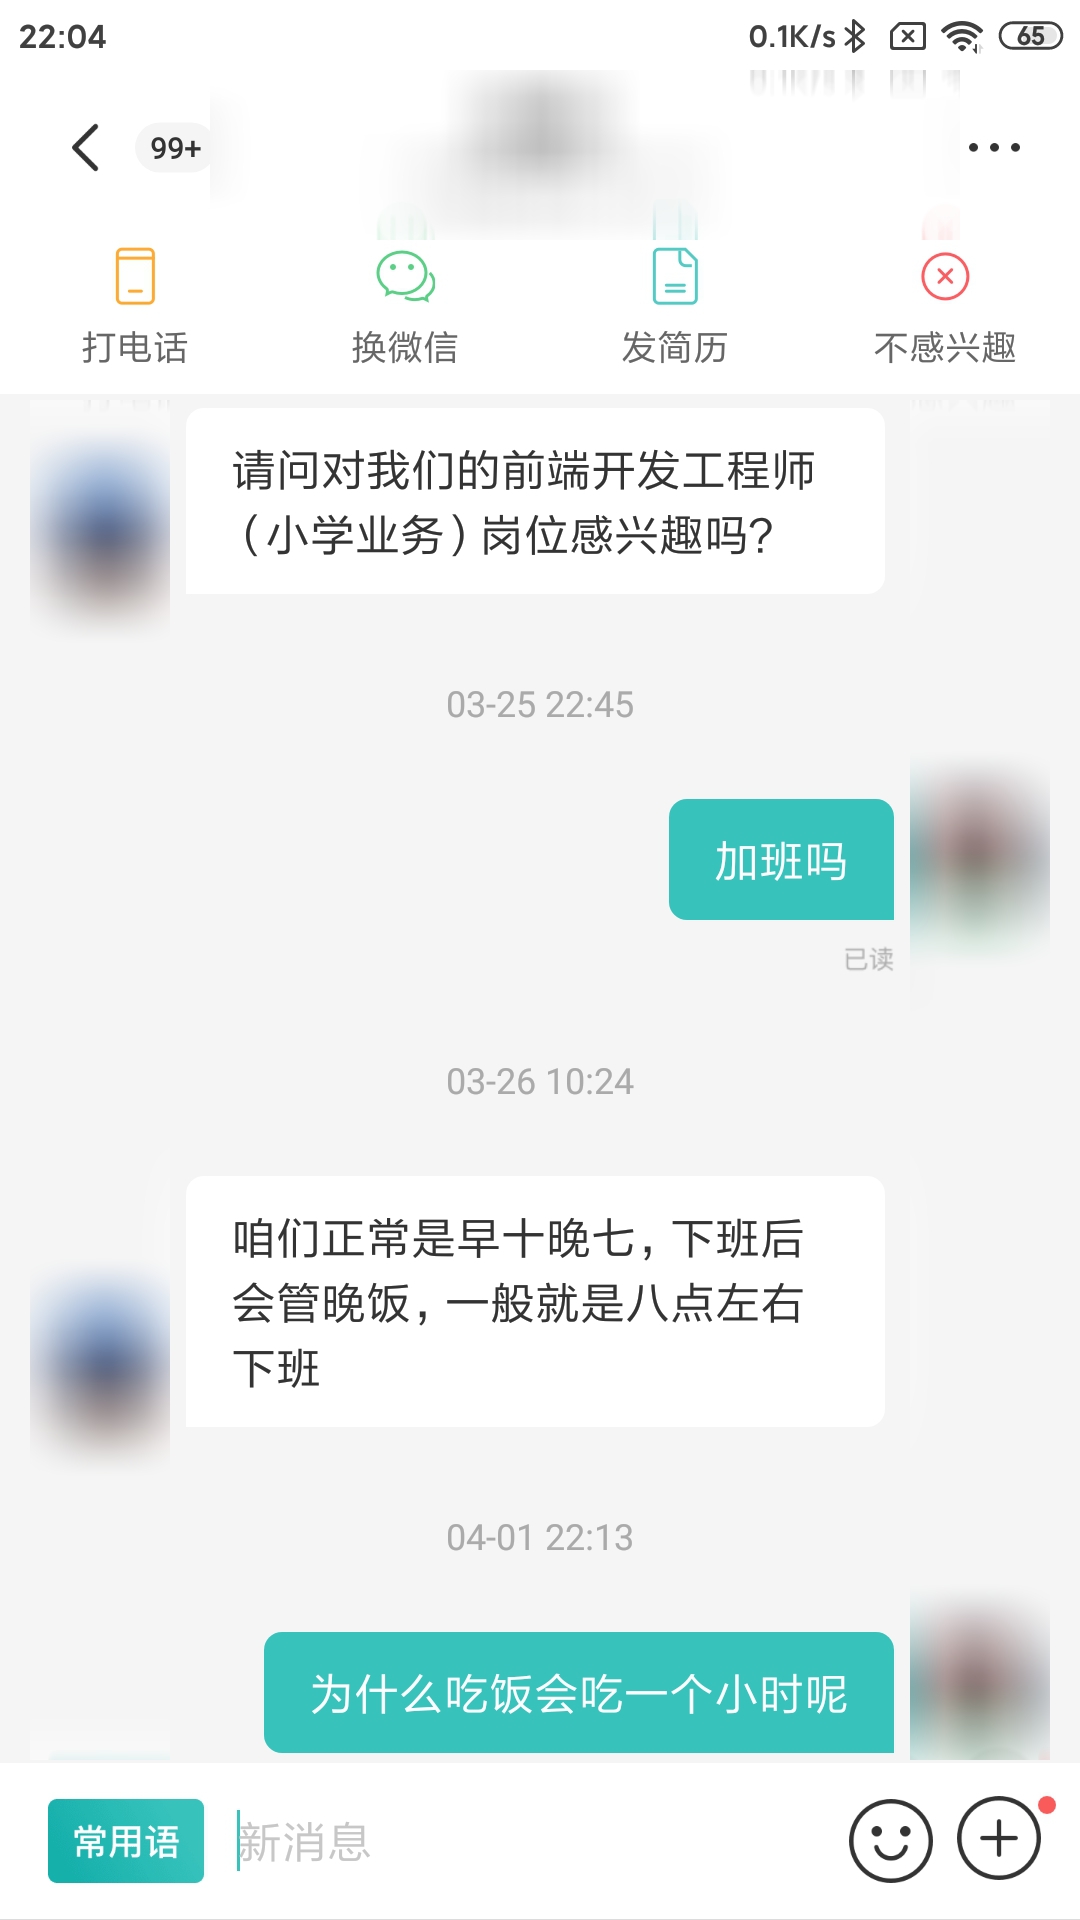 22:04
0.1K/s
65
99+
打电话
换微信
发简历
不感兴趣
请问对我们的前端开发工程师
（小学业务）岗位感兴趣吗？
03-25 22:45
加班吗
已读
03-26 10:24
咱们正常是早十晚七，下班后
会管晚饭，一般就是八点左右
下班
04-01 22:13
为什么吃饭会吃一个小时呢
常用语
新消息